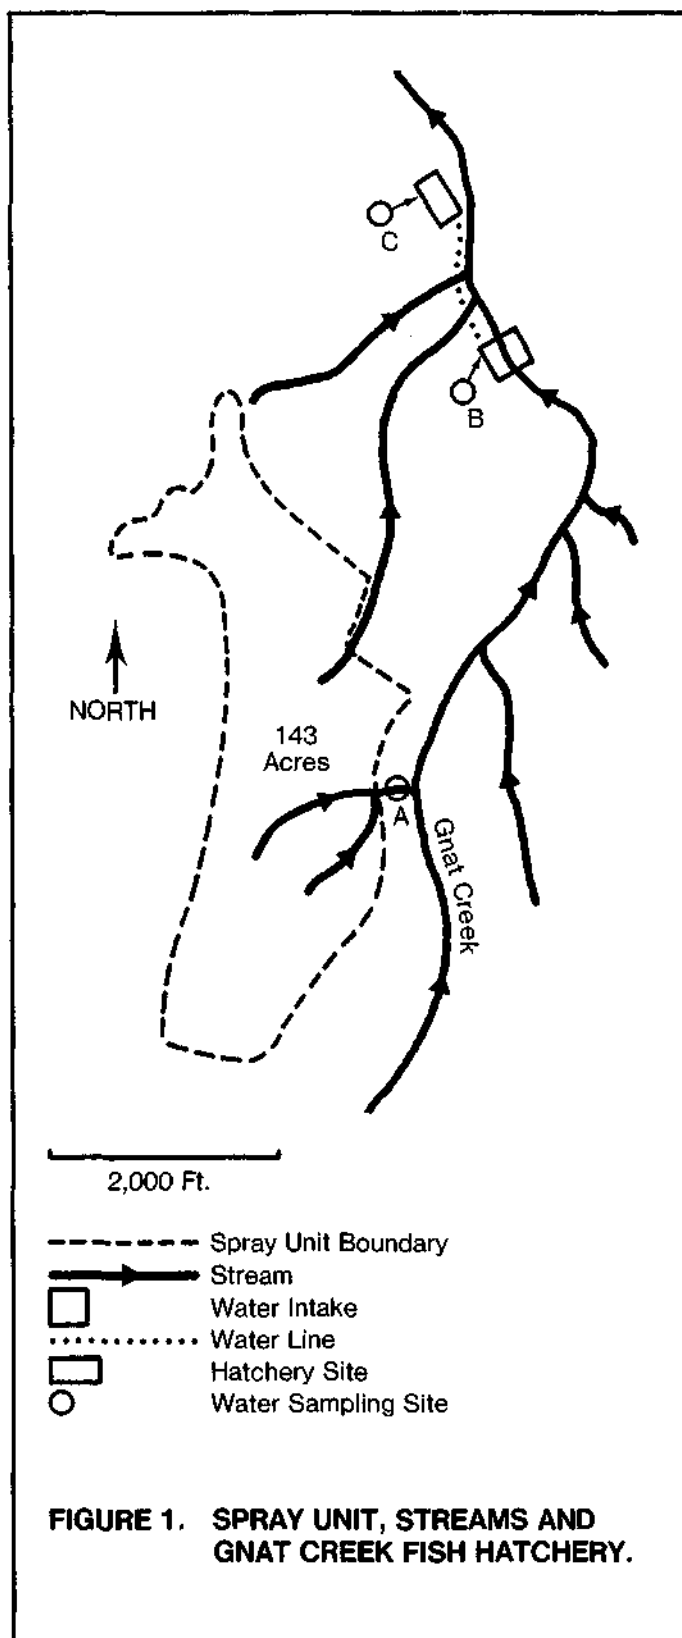 C
B
NORTH
143
Acres
A
Gnat Creek
2,000 Ft.
Spray Unit Boundary
Stream
Water Intake
Water Line
Hatchery Site
Water Sampling Site
FIGURE 1. SPRAY UNIT, STREAMS AND
GNAT CREEK FISH HATCHERY.